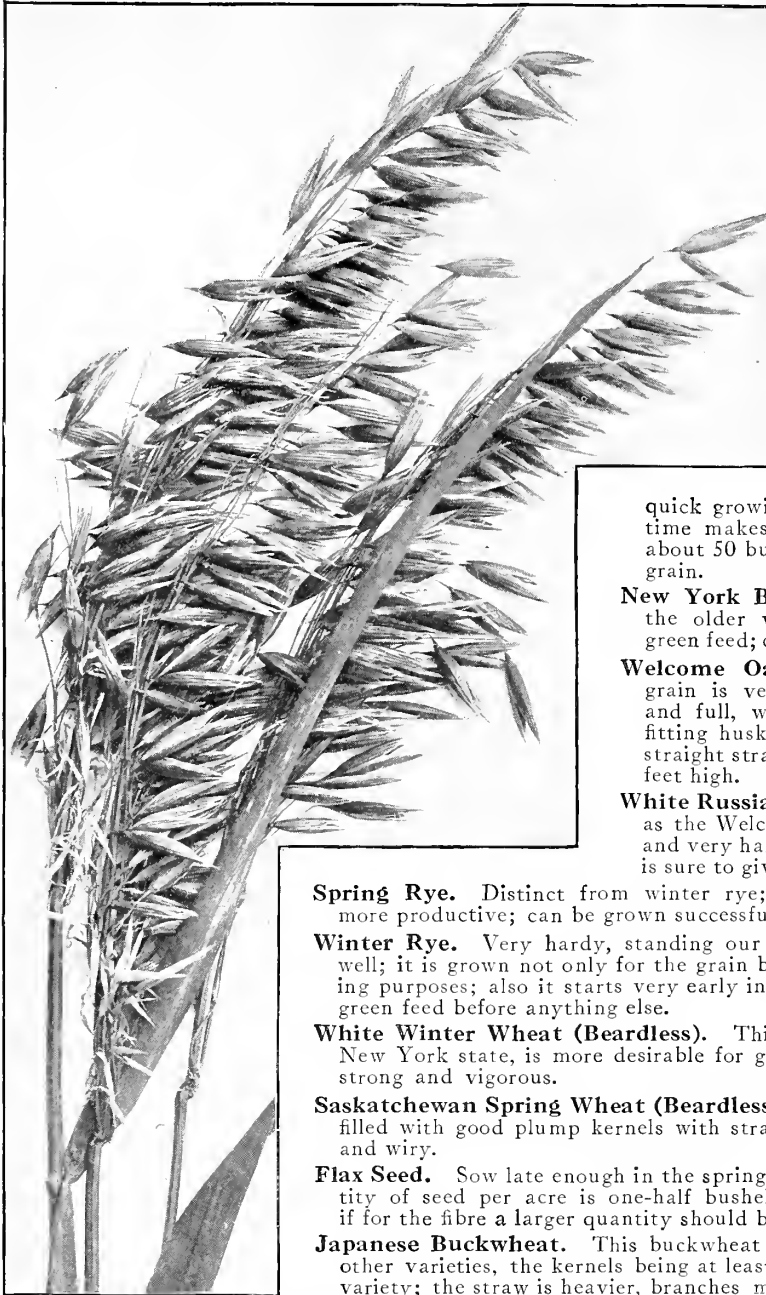 quick growi
time makes
about 50 bu
grain.
New York B
the older v
green feed; c
Welcome Oa
grain is ve
and full, w
fitting husk
straight stra
feet high.
White Russia
as the Welc
and very ha
is sure to giv
Spring Rye. Distinct from winter rye;
more productive; can be grown successfu
Winter Rye. Very hardy, standing our
well; it is grown not only for the grain b
ing purposes; also it starts very early in
green feed before anything else.
White Winter Wheat (Beardless). Thi
New York state, is more desirable for g
strong and vigorous.
Saskatchewan Spring Wheat (Beardless
filled with good plump kernels with stra
and wiry.
Flax Seed. Sow late enough in the spring
tity of seed per acre is one-half bushe
if for the fibre a larger quantity should b
Japanese Buckwheat. This buckwheat
other varieties, the kernels being at leas
variety; the straw is heavier, branches m